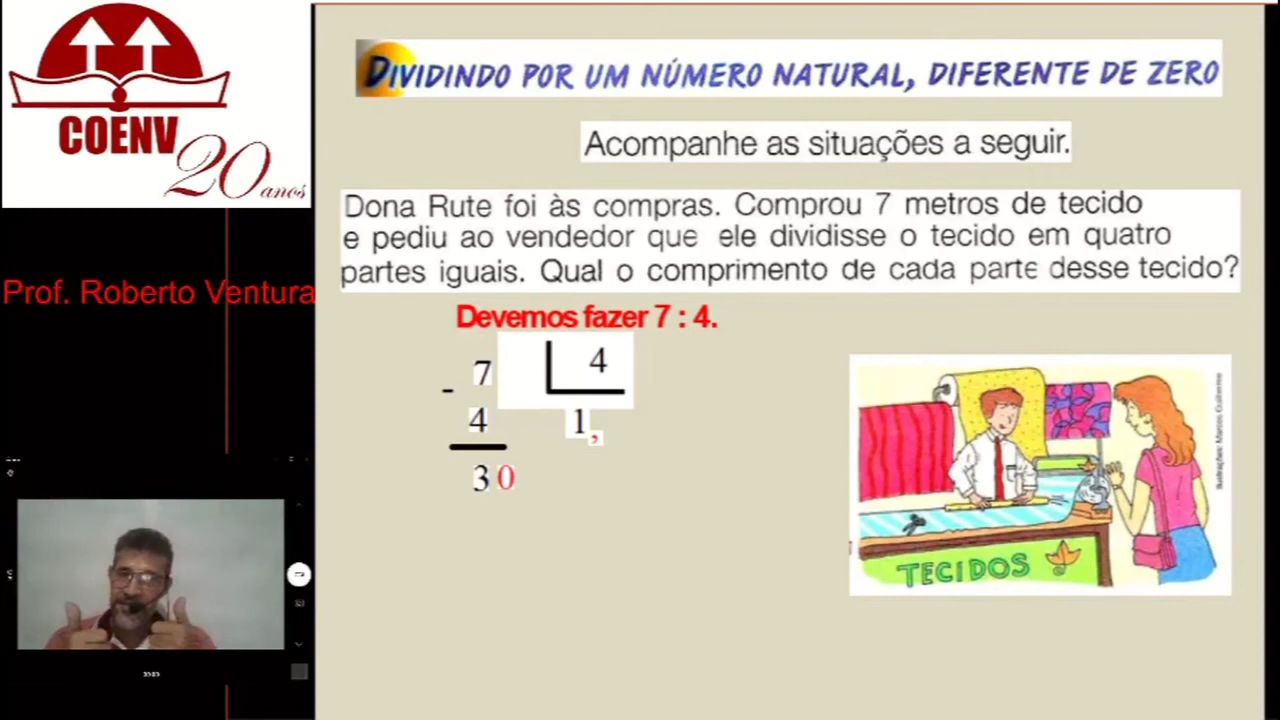 COENV
20 anos
Prof. Roberto Ventura
DIVIDINDO POR UM NÚMERO NATURAL, DIFERENTE DE ZERO
Acompanhe as situações a seguir.
Dona Rute foi às compras. Comprou 7 metros de tecido
e pediu ao vendedor que ele dividisse o tecido em quatro
partes iguais. Qual o comprimento de cada parte desse tecido?
Devemos fazer 7 : 4.
7 4
-
4 1,
30
TECIDOS